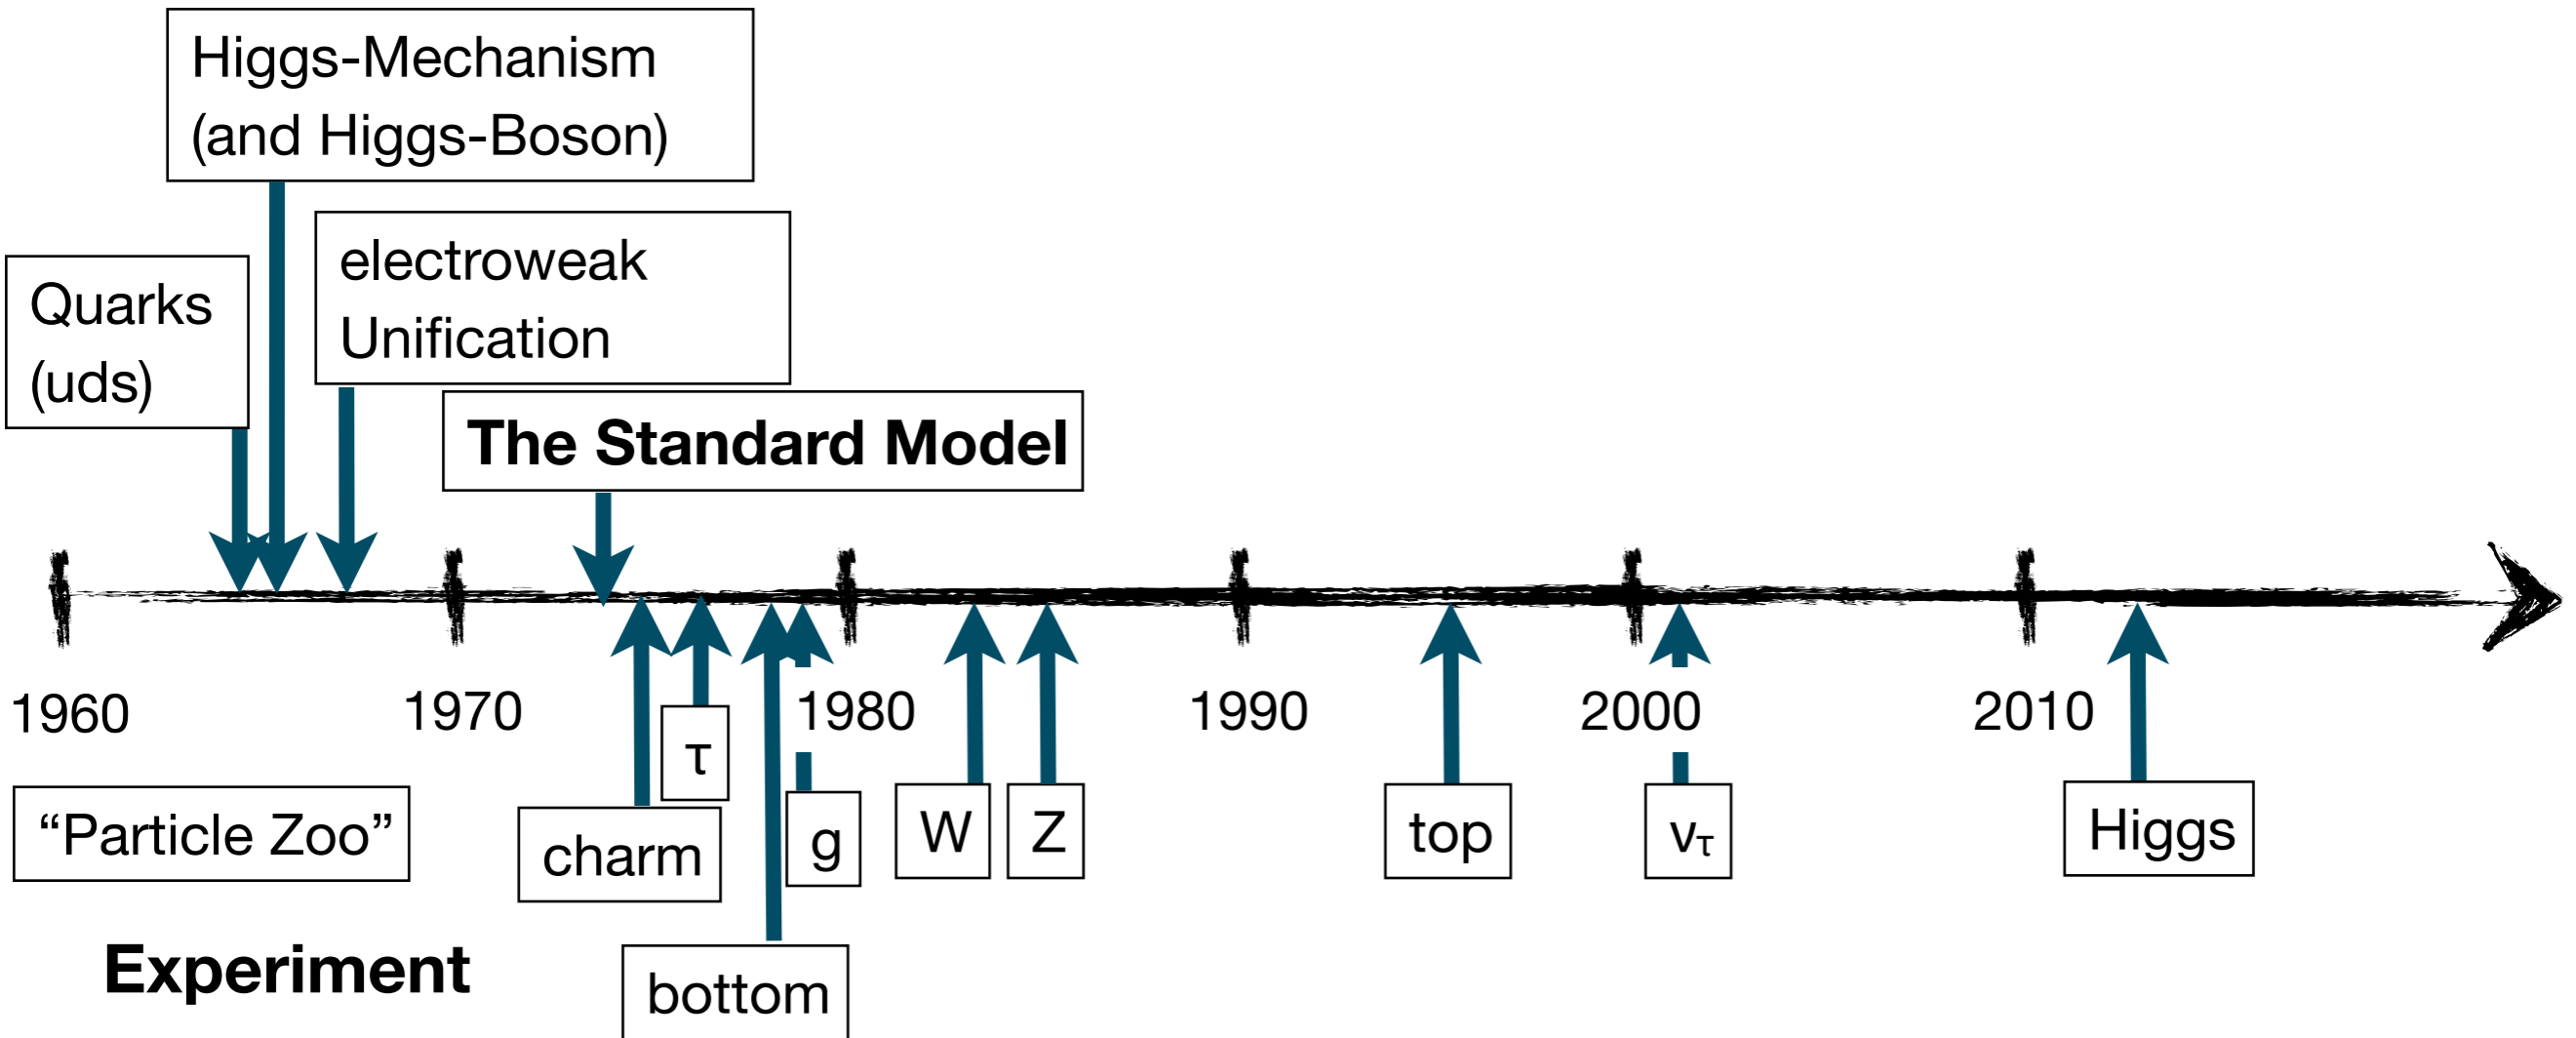 Higgs-Mechanism
(and Higgs-Boson)
electroweak
Unification
Quarks
(uds)
The Standard Model
1960
1970
1980
1990
2000
2010
τ
“Particle Zoo”
charm
g
W
Z
top
ντ
Higgs
Experiment
bottom